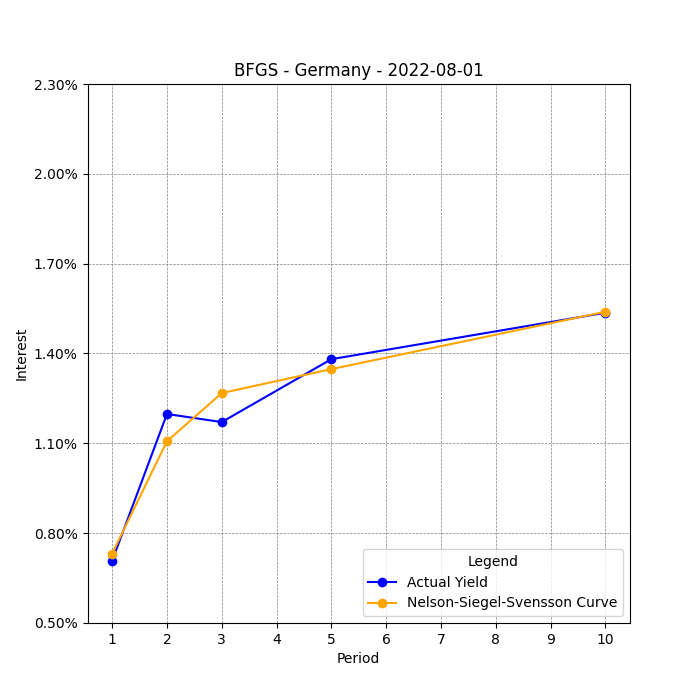 BFGS - Germany - 2022-08-01
2.30%
2.00%
1.70%
1.40%
1.10%
0.80%
0.50%
Interest
1 2 3 4 5 6 7 8 9 10
Period
Legend
Actual Yield
Nelson-Siegel-Svensson Curve